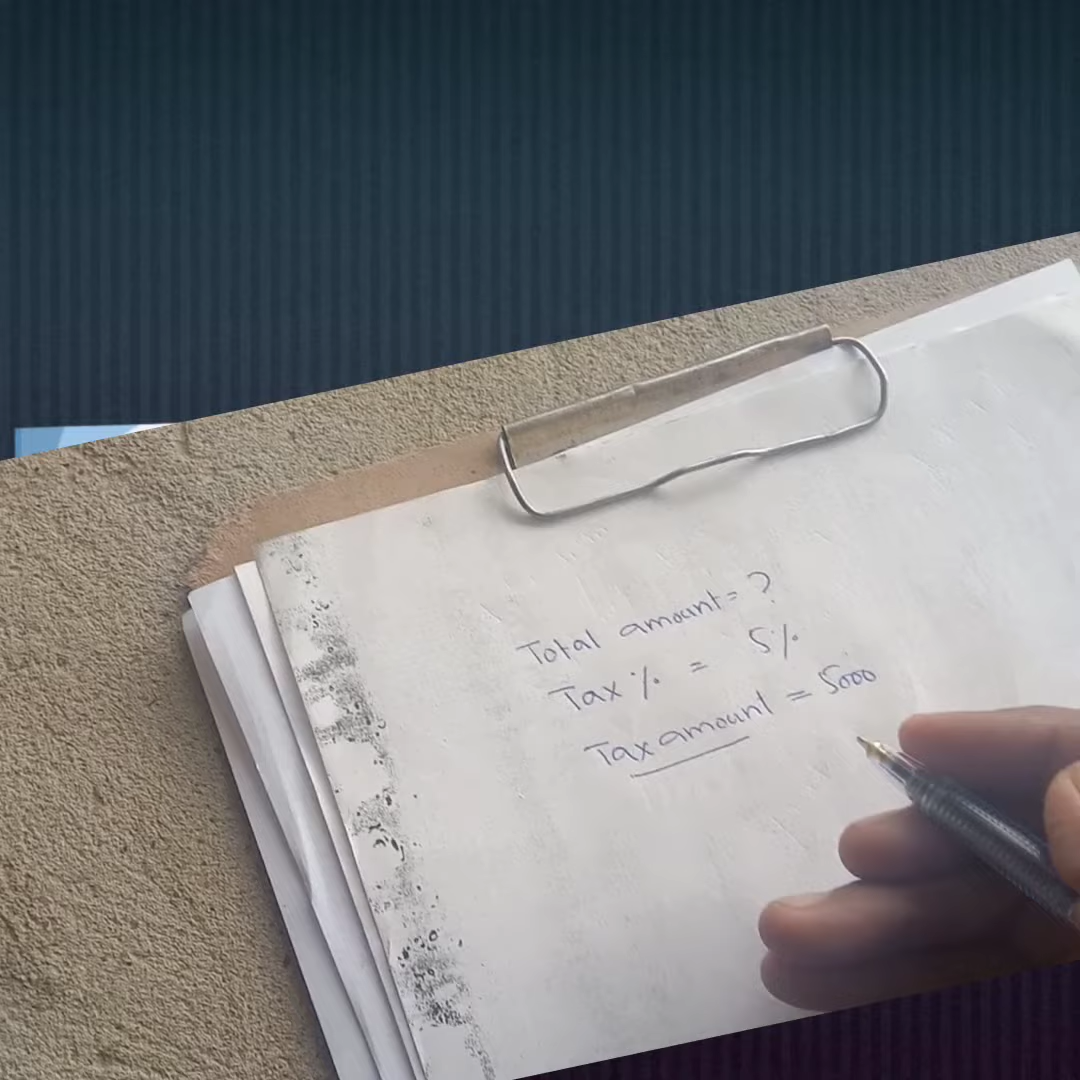 Total amount = ?
Tax % = 5%
Tax amount = 5000